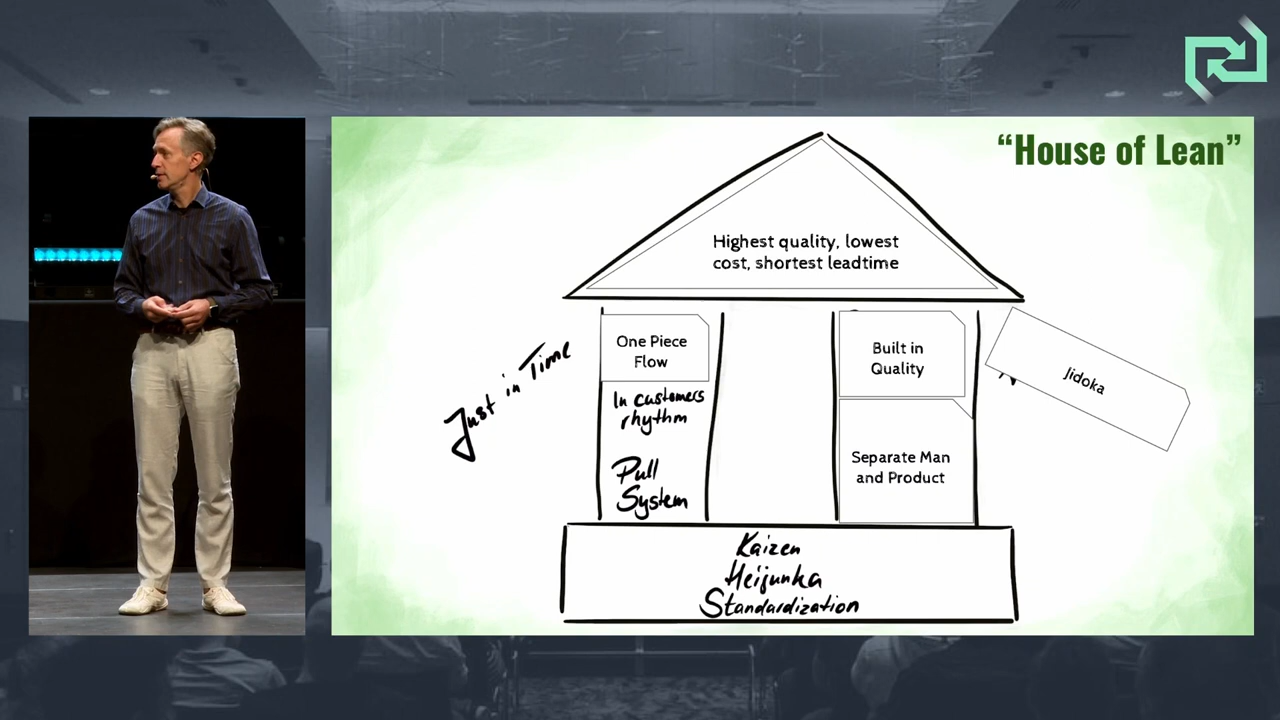 “House of Lean”
Highest quality, lowest
cost, shortest leadtime
Just in Time
One Piece
Flow
In customers
rhythm
Pull
System
Built in
Quality
Separate Man
and Product
Jidoka
Kaizen
Heijunka
Standardization